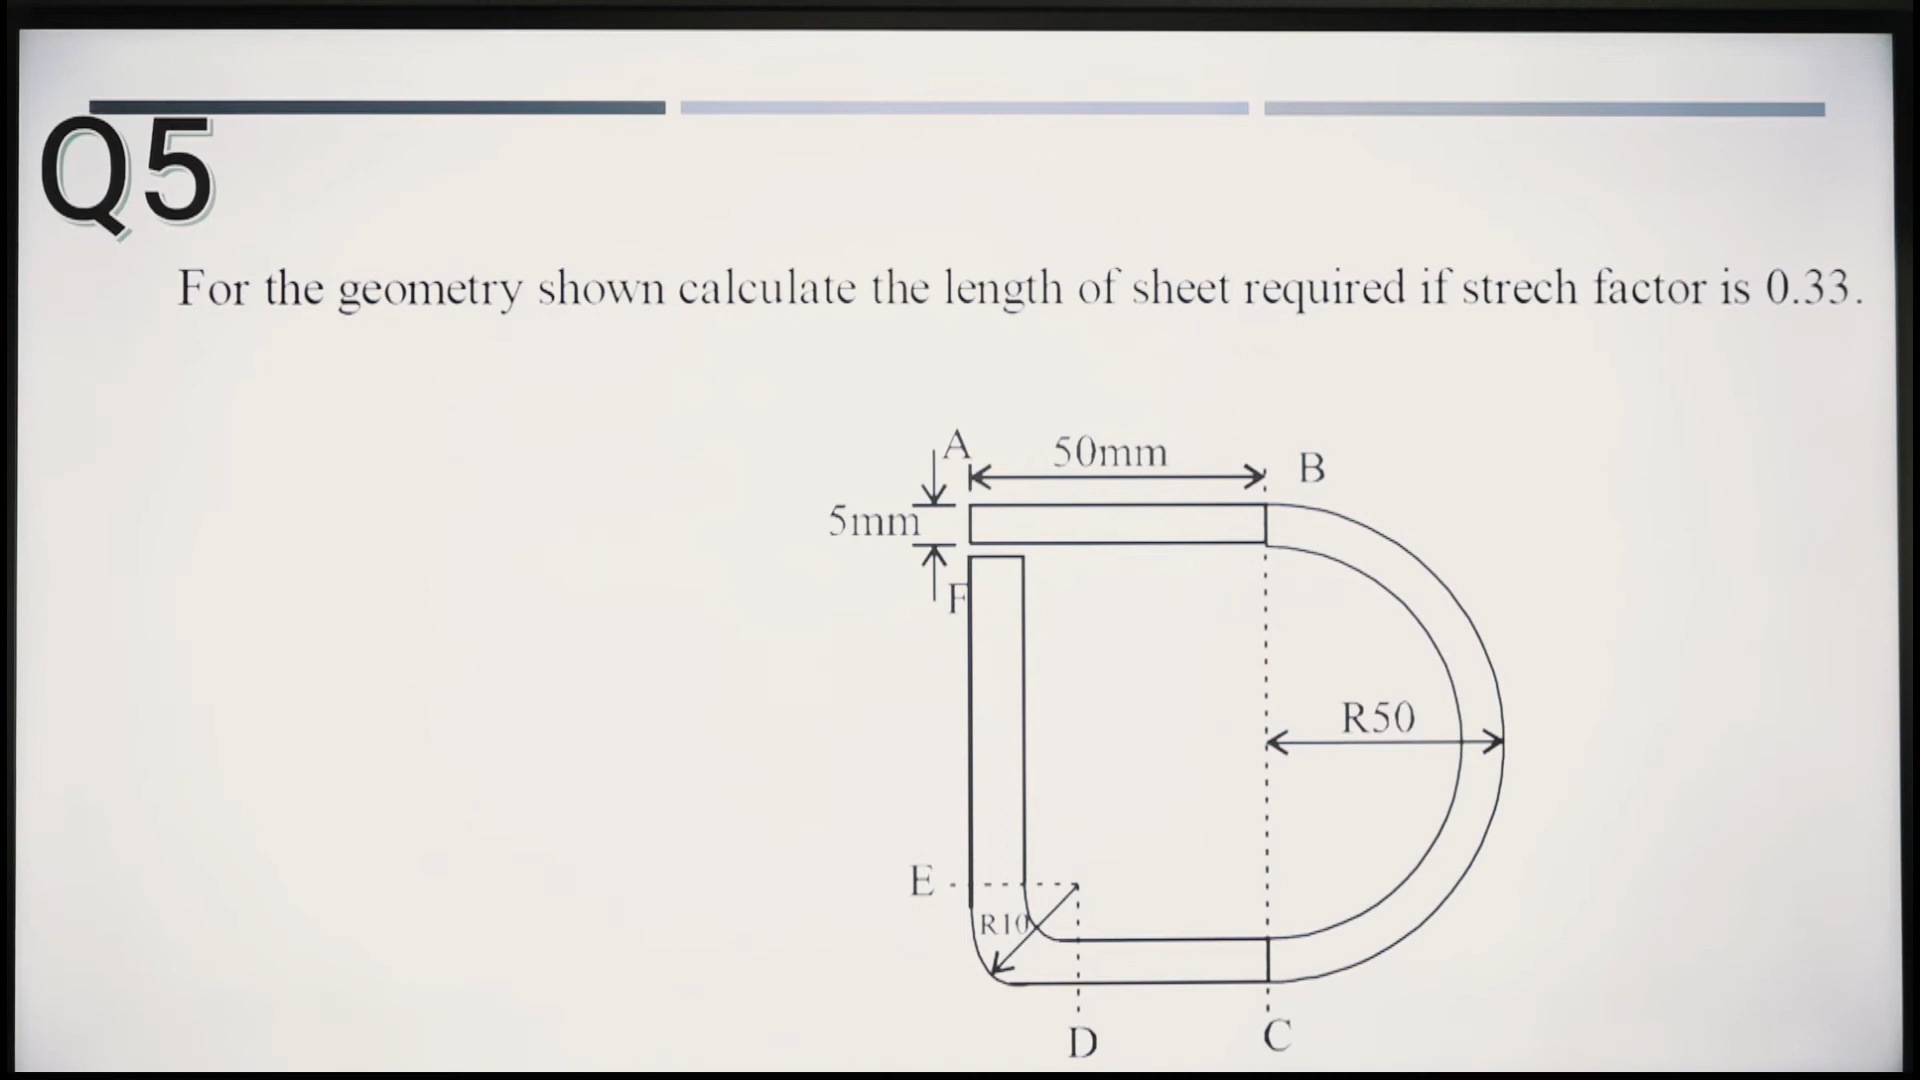 Q5
For the geometry shown calculate the length of sheet required if strech factor is 0.33.
A
50mm
B
5mm
F
R50
E
R10
D
C